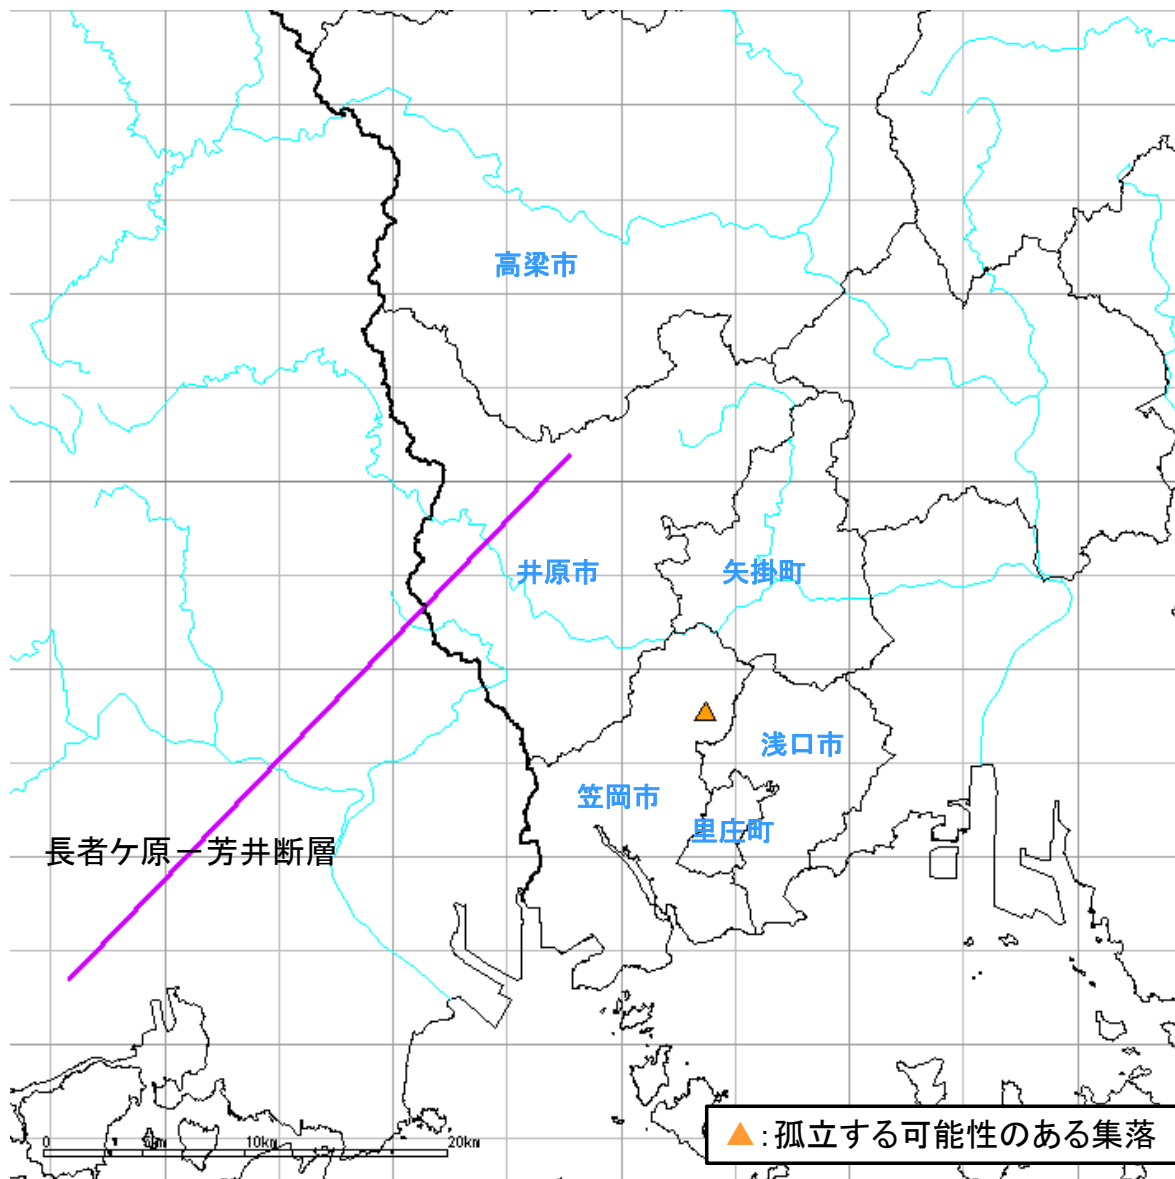 高梁市
井原市
矢掛町
浅口市
笠岡市
里庄町
長者ケ原－芳井断層
0 5km 10km 20km
▲：孤立する可能性のある集落